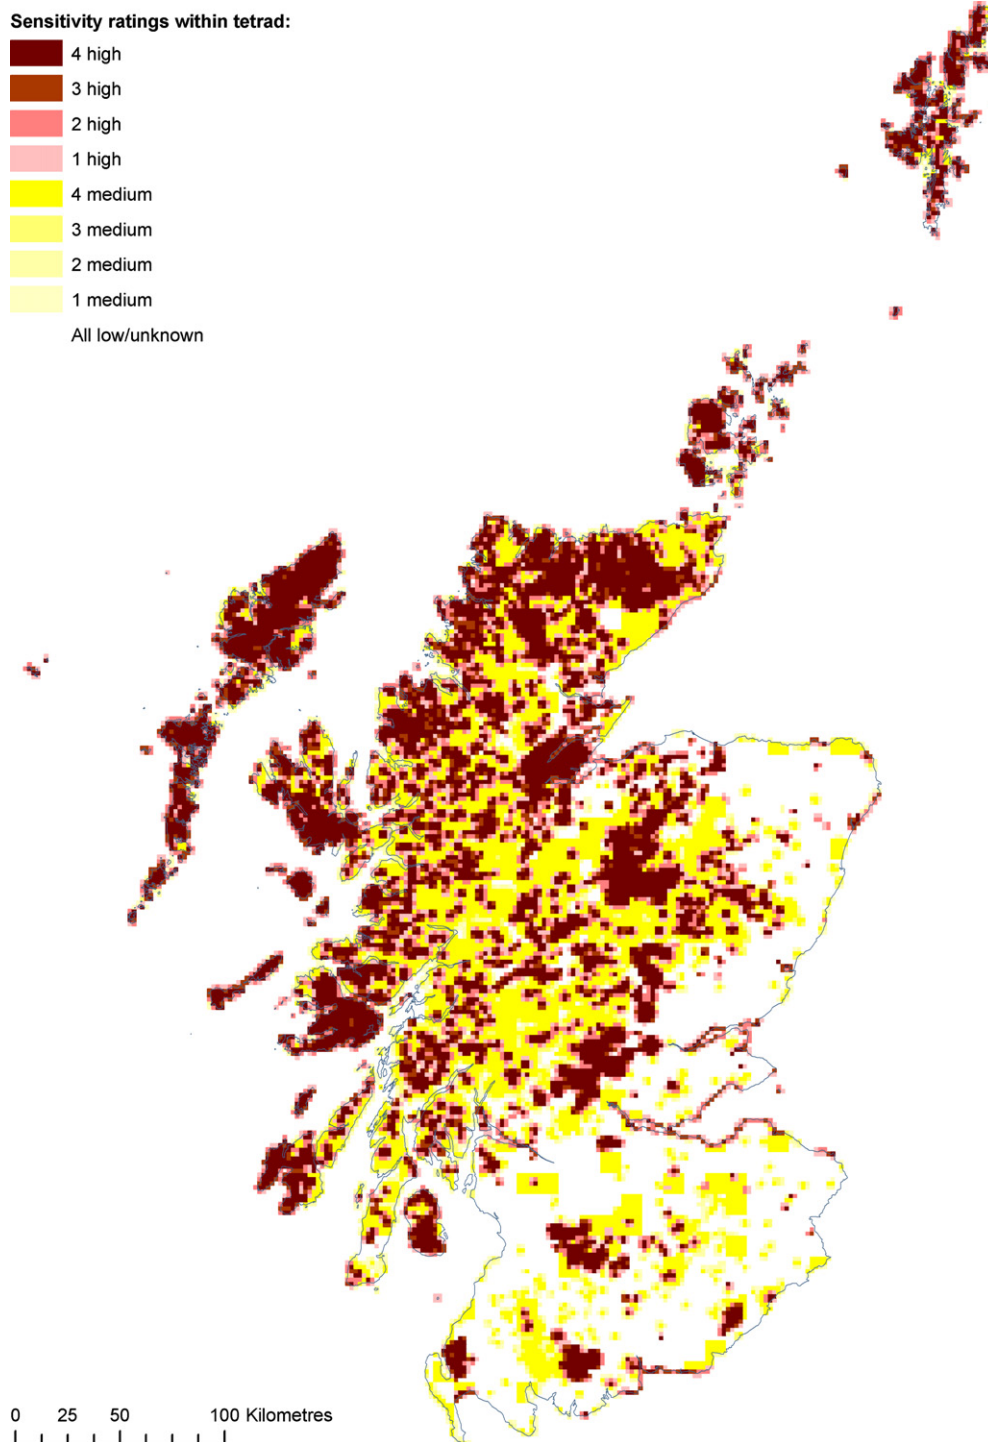 Sensitivity ratings within tetrad:
4 high
3 high
2 high
1 high
4 medium
3 medium
2 medium
1 medium
All low/unknown
0 25 50 100 Kilometres